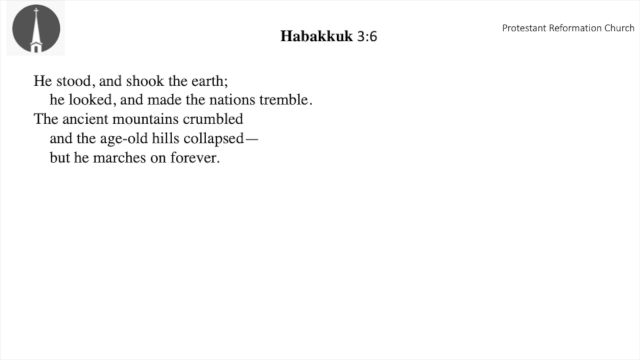 Habakkuk 3:6
Protestant Reformation Church
He stood, and shook the earth;
he looked, and made the nations tremble.
The ancient mountains crumbled
and the age-old hills collapsed—
but he marches on forever.